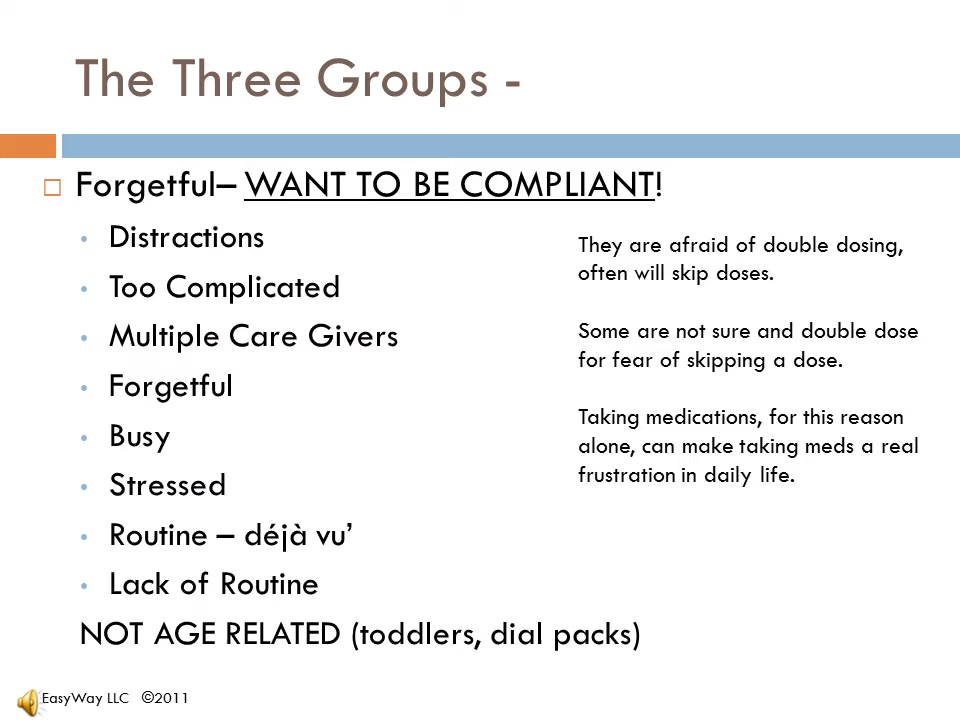 The Three Groups -
Forgetful– WANT TO BE COMPLIANT!
• Distractions
• Too Complicated
• Multiple Care Givers
• Forgetful
• Busy
• Stressed
• Routine – déjà vu’
• Lack of Routine
NOT AGE RELATED (toddlers, dial packs)
They are afraid of double dosing,
often will skip doses.
Some are not sure and double dose
for fear of skipping a dose.
Taking medications, for this reason
alone, can make taking meds a real
frustration in daily life.
EasyWay LLC ©2011